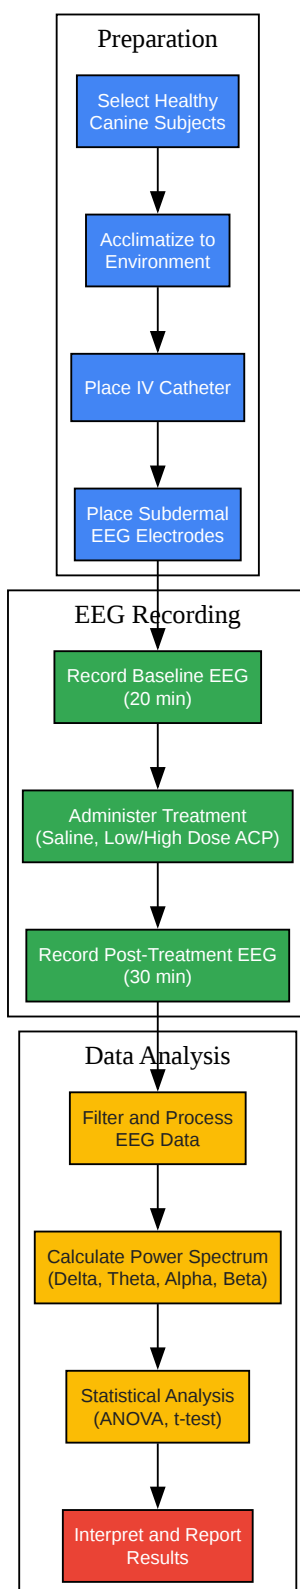 Preparation
Select Healthy
Canine Subjects
Acclimatize to
Environment
Place IV Catheter
Place Subdermal
EEG Electrodes
EEG Recording
Record Baseline EEG
(20 min)
Administer Treatment
(Saline, Low/High Dose ACP)
Record Post-Treatment EEG
(30 min)
Data Analysis
Filter and Process
EEG Data
Calculate Power Spectrum
(Delta, Theta, Alpha, Beta)
Statistical Analysis
(ANOVA, t-test)
Interpret and Report
Results